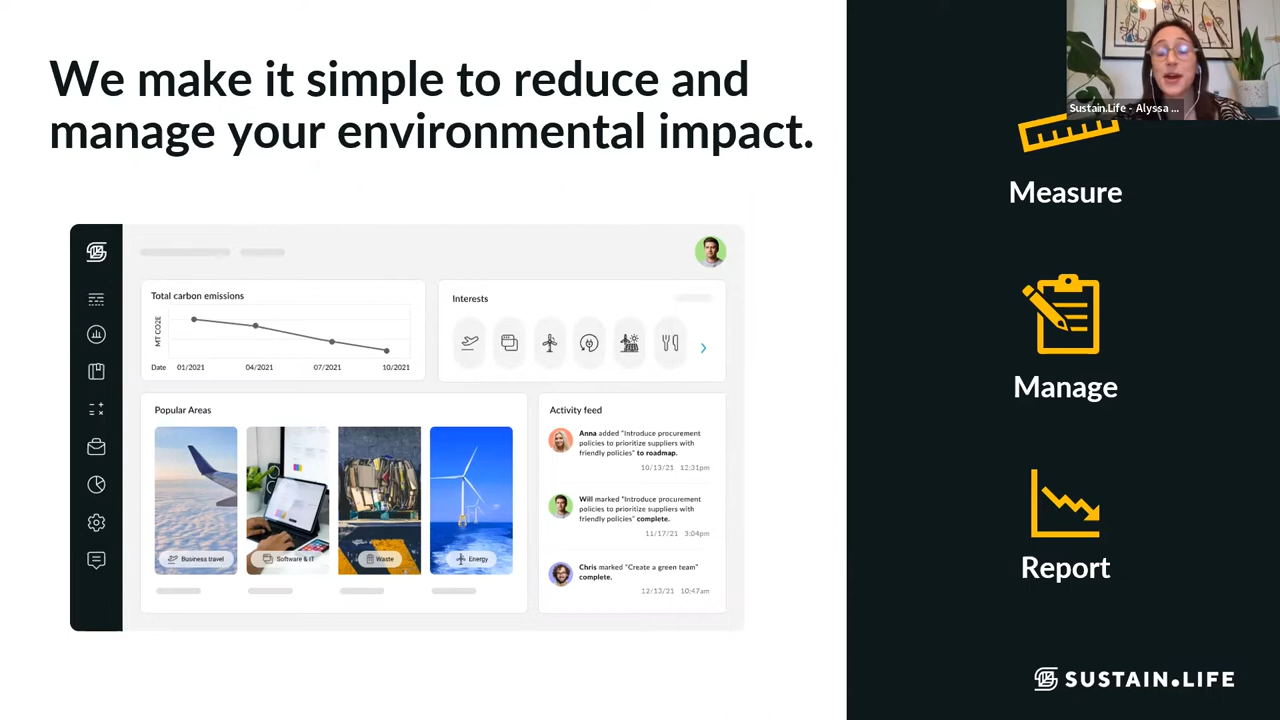 We make it simple to reduce and
manage your environmental impact.
Total carbon emissions
MT CO2E
Date 01/2021 04/2021 07/2021 10/2021
Interests
Popular Areas
Business travel
Software & IT
Waste
Energy
Activity feed
Anna added "Introduce procurement
policies to prioritize suppliers with
friendly policies" to roadmap.
10/13/21 12:31pm
Will marked "Introduce procurement
policies to prioritize suppliers with
friendly policies" complete.
11/17/21 3:04pm
Chris marked "Create a green team"
complete.
12/13/21 10:47am
Sustain.Life - Alyssa ...
Measure
Manage
Report
SUSTAIN.LIFE